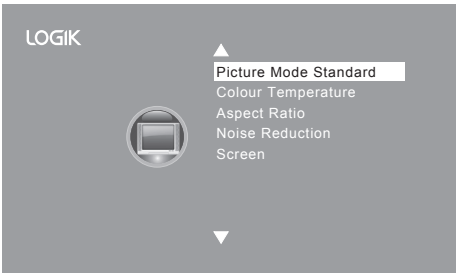 LOGIK
Picture Mode Standard
Colour Temperature
Aspect Ratio
Noise Reduction
Screen